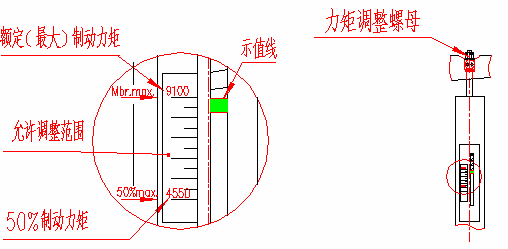 额定(最大)制动力矩
示值线
力矩调整螺母
Mbr.max.
9100
允许调整范围
50%max.
4550
50%制动力矩